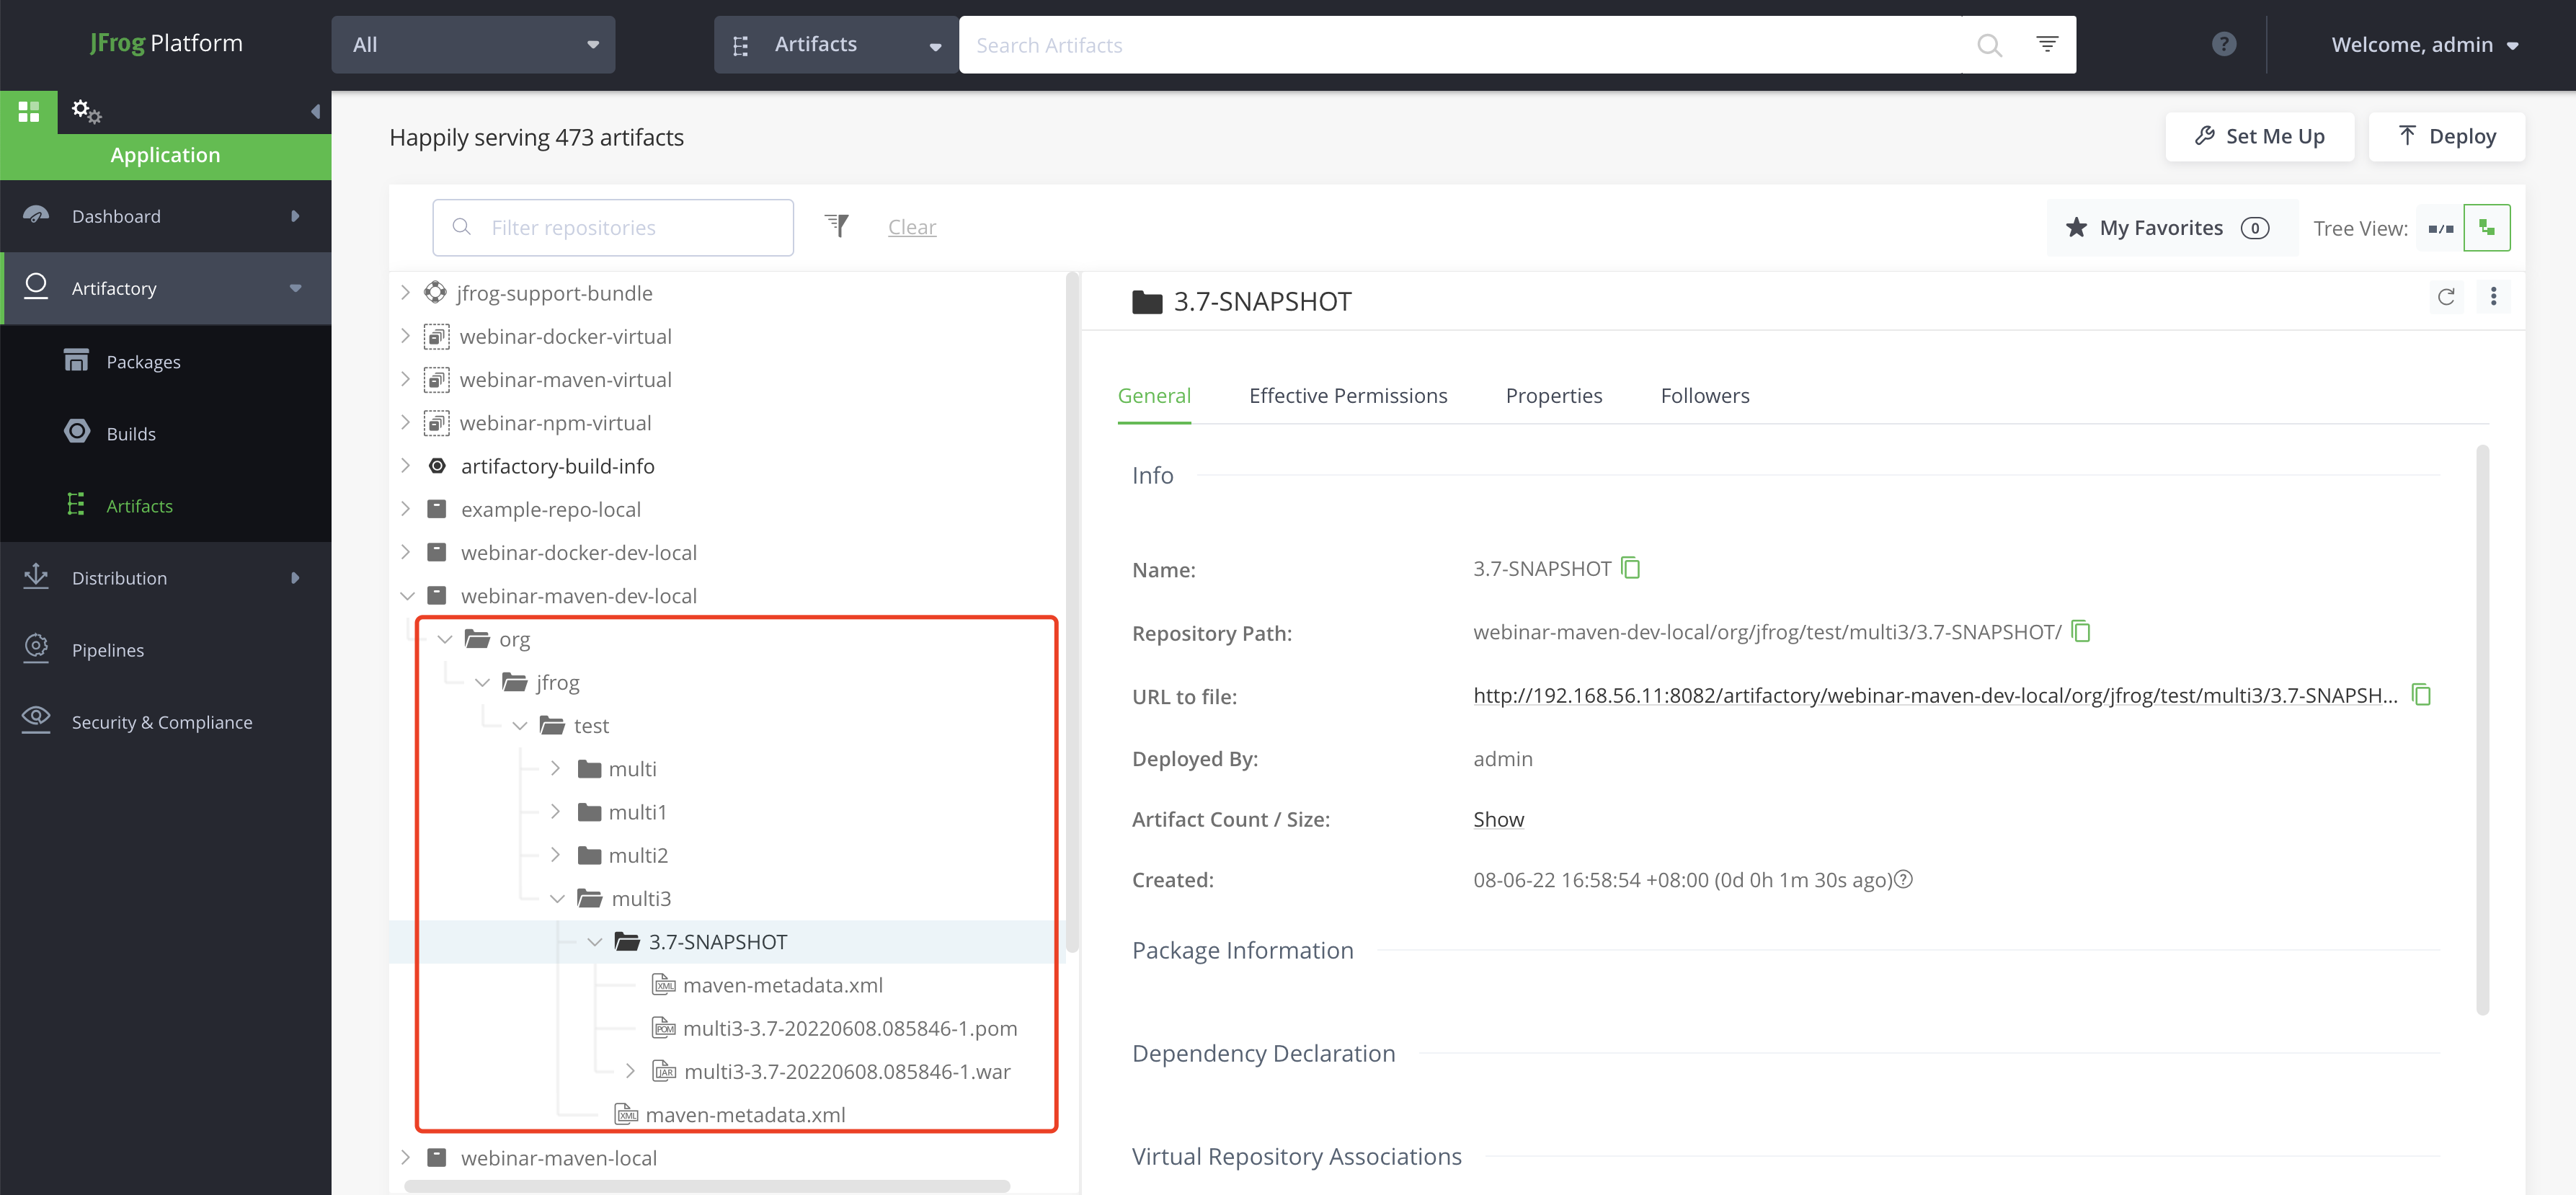 JFrog Platform
All
Artifacts
Search Artifacts
?
Welcome, admin
Application
Dashboard
Artifactory
Packages
Builds
Artifacts
Distribution
Pipelines
Security & Compliance
Happily serving 473 artifacts
Set Me Up
Deploy
Filter repositories
Clear
My Favorites 0
Tree View:
jfrog-support-bundle
webinar-docker-virtual
webinar-maven-virtual
webinar-npm-virtual
artifactory-build-info
example-repo-local
webinar-docker-dev-local
webinar-maven-dev-local
org
jfrog
test
multi
multi1
multi2
multi3
3.7-SNAPSHOT
XML maven-metadata.xml
POM multi3-3.7-20220608.085846-1.pom
JAR multi3-3.7-20220608.085846-1.war
XML maven-metadata.xml
webinar-maven-local
3.7-SNAPSHOT
General
Effective Permissions
Properties
Followers
Info
Name: 3.7-SNAPSHOT
Repository Path: webinar-maven-dev-local/org/jfrog/test/multi3/3.7-SNAPSHOT/
URL to file: http://192.168.56.11:8082/artifactory/webinar-maven-dev-local/org/jfrog/test/multi3/3.7-SNAPSH...
Deployed By: admin
Artifact Count / Size: Show
Created: 08-06-22 16:58:54 +08:00 (0d 0h 1m 30s ago)?
Package Information
Dependency Declaration
Virtual Repository Associations